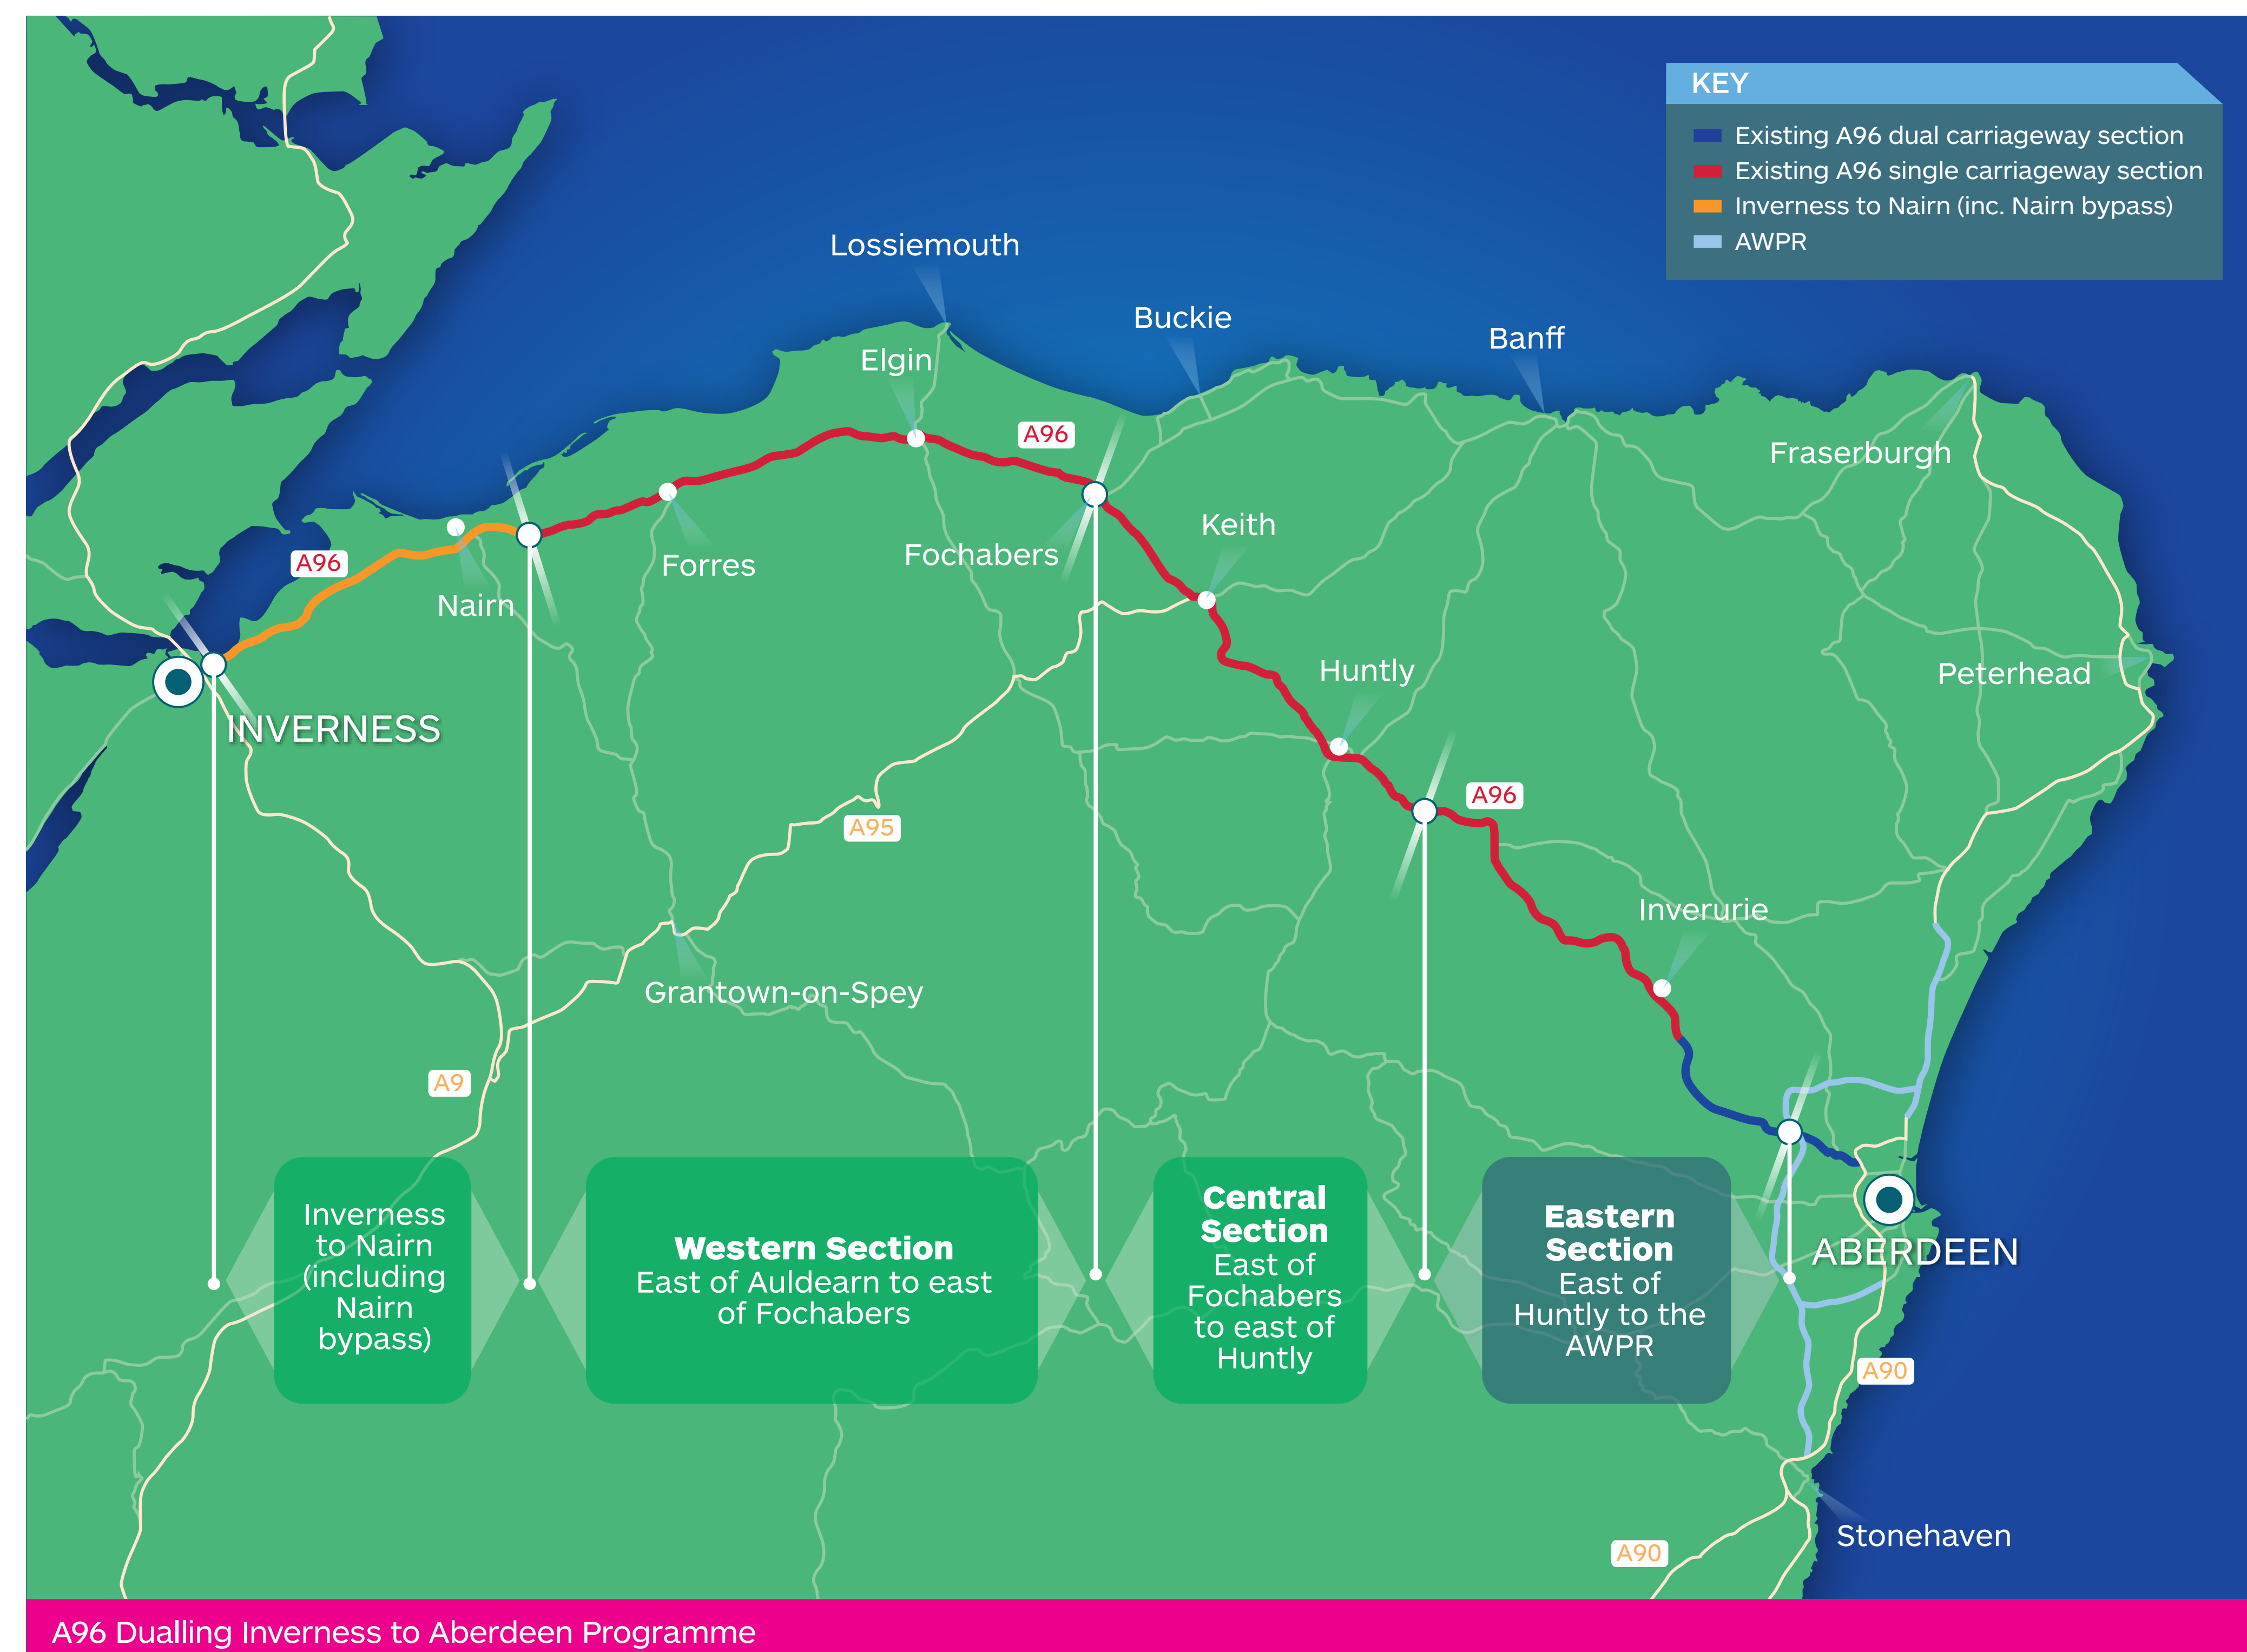 KEY
Existing A96 dual carriageway section
Existing A96 single carriageway section
Inverness to Nairn (inc. Nairn bypass)
AWPR
Lossiemouth
Buckie
Banff
Elgin
A96
Fraserburgh
Keith
Fochabers
A96
Forres
Nairn
Huntly
Peterhead
INVERNESS
A96
A95
Inverurie
Grantown-on-Spey
A9
Inverness
to Nairn
(including
Nairn
bypass)
Western Section
East of Auldearn to east
of Fochabers
Central
Section
East of
Fochabers
to east of
Huntly
Eastern
Section
East of
Huntly to the
AWPR
ABERDEEN
A90
Stonehaven
A90
A96 Dualling Inverness to Aberdeen Programme